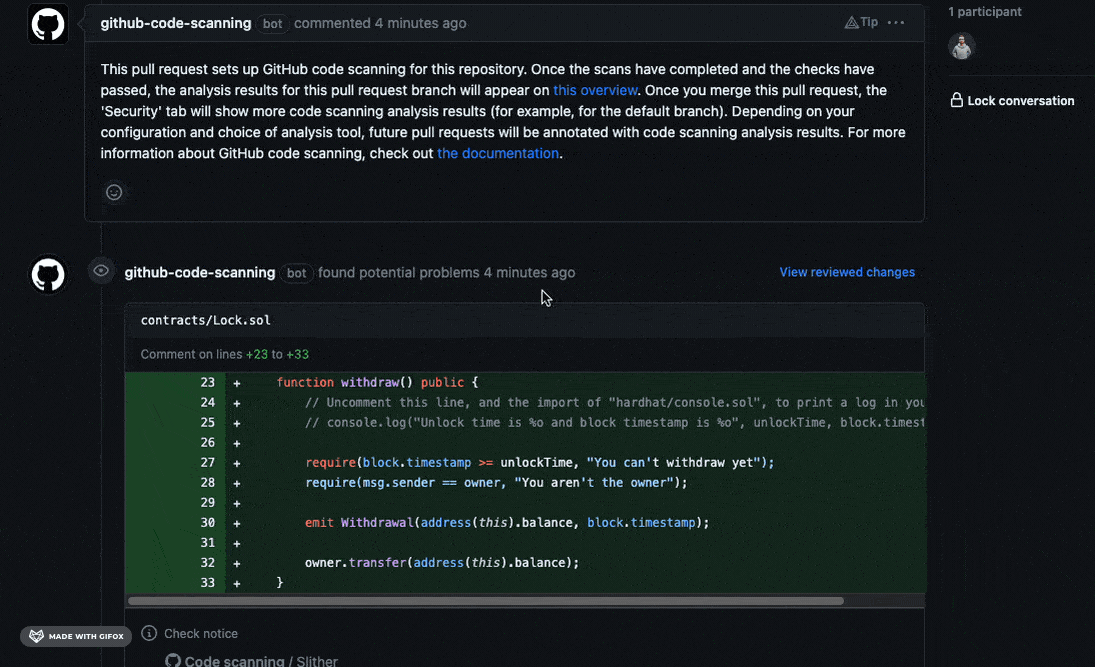 github-code-scanning bot commented 4 minutes ago Tip ···
1 participant
This pull request sets up GitHub code scanning for this repository. Once the scans have completed and the checks have
passed, the analysis results for this pull request branch will appear on this overview. Once you merge this pull request, the
'Security' tab will show more code scanning analysis results (for example, for the default branch). Depending on your
configuration and choice of analysis tool, future pull requests will be annotated with code scanning analysis results. For more
information about GitHub code scanning, check out the documentation.
Lock conversation
github-code-scanning bot found potential problems 4 minutes ago View reviewed changes
contracts/Lock.sol
Comment on lines +23 to +33
23 + function withdraw() public {
24 + // Uncomment this line, and the import of "hardhat/console.sol", to print a log in you
25 + // console.log("Unlock time is %o and block timestamp is %o", unlockTime, block.timest
26 +
27 + require(block.timestamp >= unlockTime, "You can't withdraw yet");
28 + require(msg.sender == owner, "You aren't the owner");
29 +
30 + emit Withdrawal(address(this).balance, block.timestamp);
31 +
32 + owner.transfer(address(this).balance);
33 + }
MADE WITH GIFOX
Check notice
Code scanning / Slither